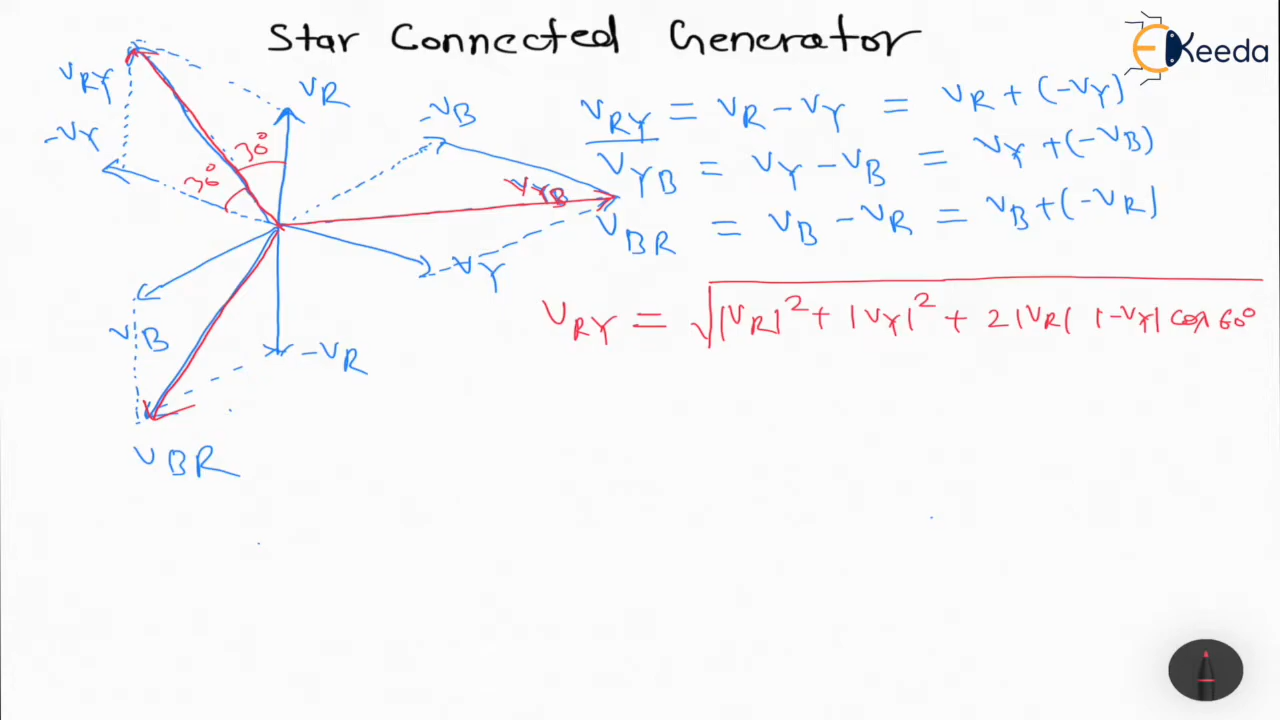 Star Connected Generator
EKeeda
VRY
VR
-VY
30°
30°
-VB
VYB
-VY
VB
-VR
VBR
VRY = VR - VY = VR + (-VY)
VYB = VY - VB = VY + (-VB)
VBR = VB - VR = VB + (-VR)
VRY = √|VR|² + |VY|² + 2|VR| |-VY| cos 60°